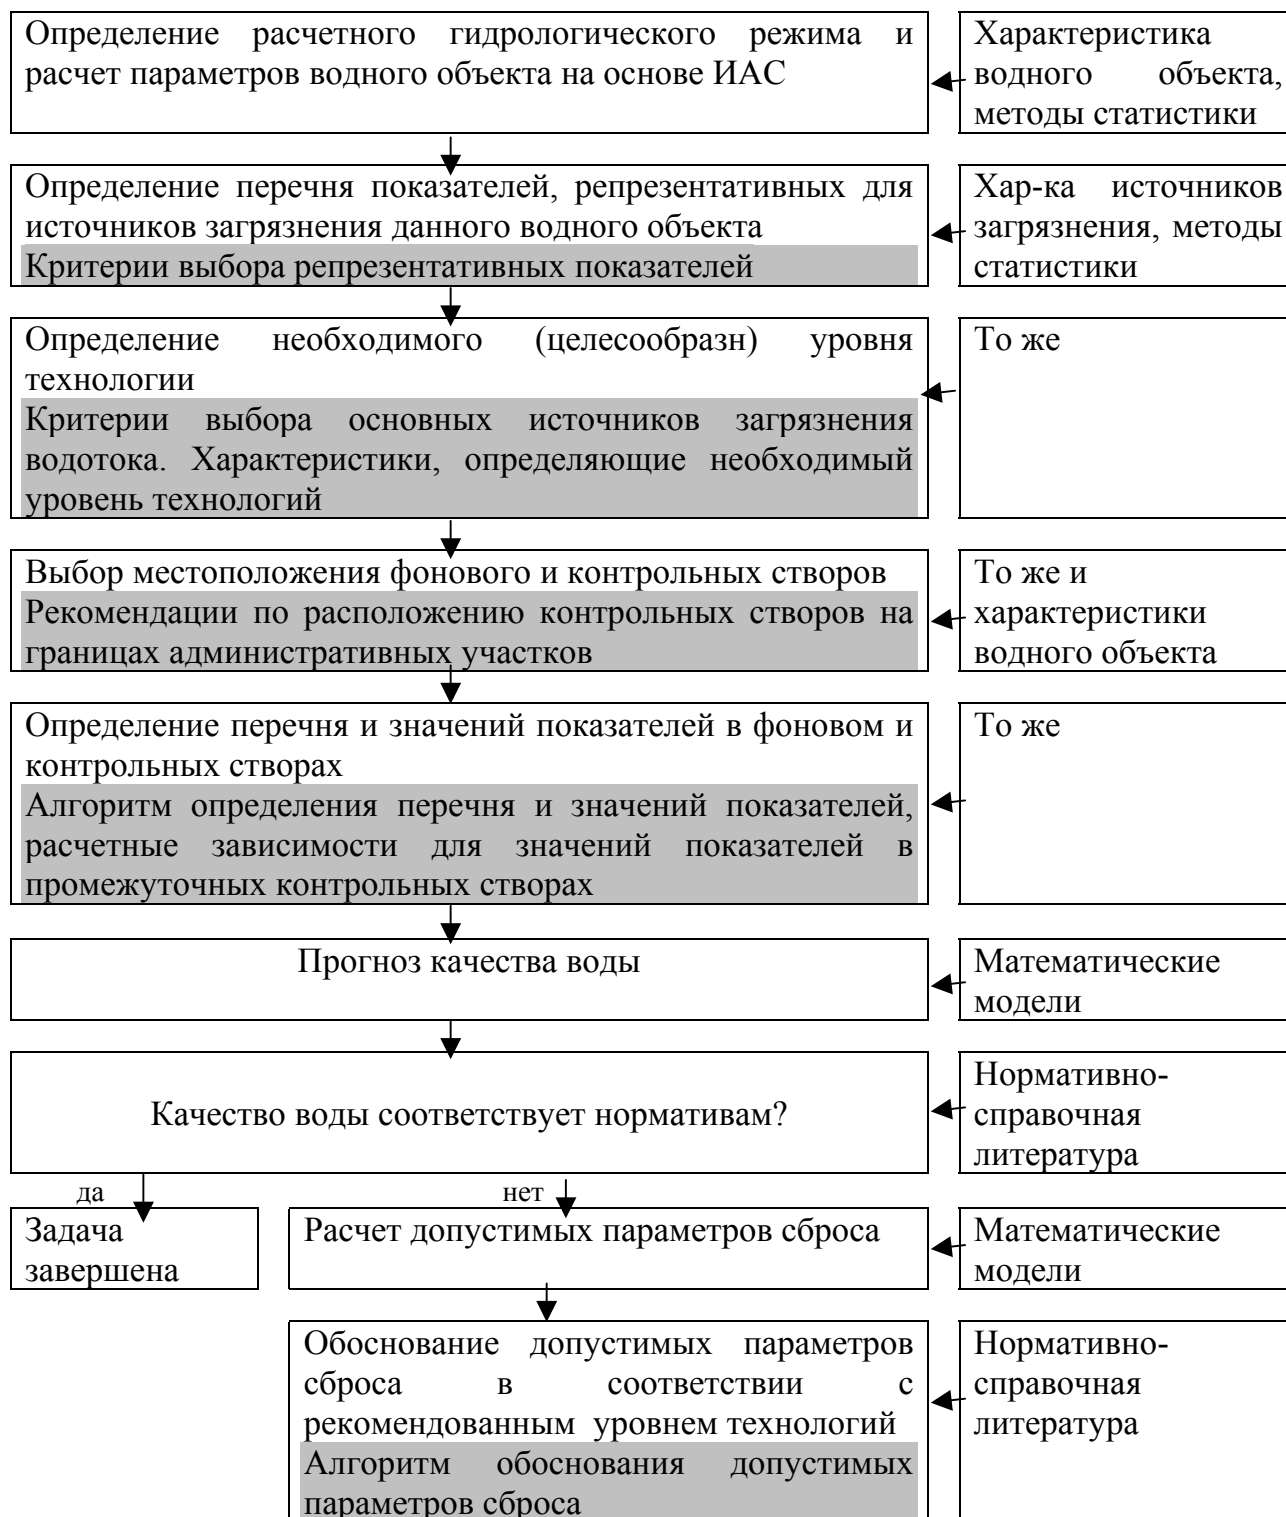 Определение расчетного гидрологического режима и
расчет параметров водного объекта на основе ИАС
Характеристика
водного объекта,
методы статистики
Определение перечня показателей, репрезентативных для
источников загрязнения данного водного объекта
Критерии выбора репрезентативных показателей
Хар-ка источников
загрязнения, методы
статистики
Определение необходимого (целесообразн) уровня
технологии
Критерии выбора основных источников загрязнения
водотока. Характеристики, определяющие необходимый
уровень технологий
То же
Выбор местоположения фонового и контрольных створов
Рекомендации по расположению контрольных створов на
границах административных участков
То же и
характеристики
водного объекта
Определение перечня и значений показателей в фоновом и
контрольных створах
Алгоритм определения перечня и значений показателей,
расчетные зависимости для значений показателей в
промежуточных контрольных створах
То же
Прогноз качества воды
Математические
модели
Качество воды соответствует нормативам?
Нормативно-
справочная
литература
да
нет
Задача
завершена
Расчет допустимых параметров сброса
Математические
модели
Обоснование допустимых параметров
сброса в соответствии с
рекомендованным уровнем технологий
Алгоритм обоснования допустимых
параметров сброса
Нормативно-
справочная
литература